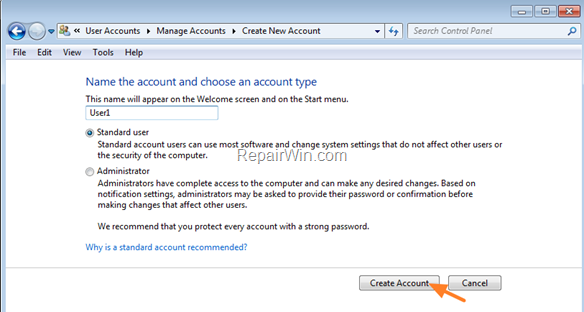 « User Accounts ▸ Manage Accounts ▸ Create New Account
Search Control Panel
File Edit View Tools Help
Name the account and choose an account type
This name will appear on the Welcome screen and on the Start menu.
User1
Standard user
Standard account users can use most software and change system settings that do not affect other users or
the security of the computer.
RepairWin.com
Administrator
Administrators have complete access to the computer and can make any desired changes. Based on
notification settings, administrators may be asked to provide their password or confirmation before
making changes that affect other users.
We recommend that you protect every account with a strong password.
Why is a standard account recommended?
Create Account Cancel